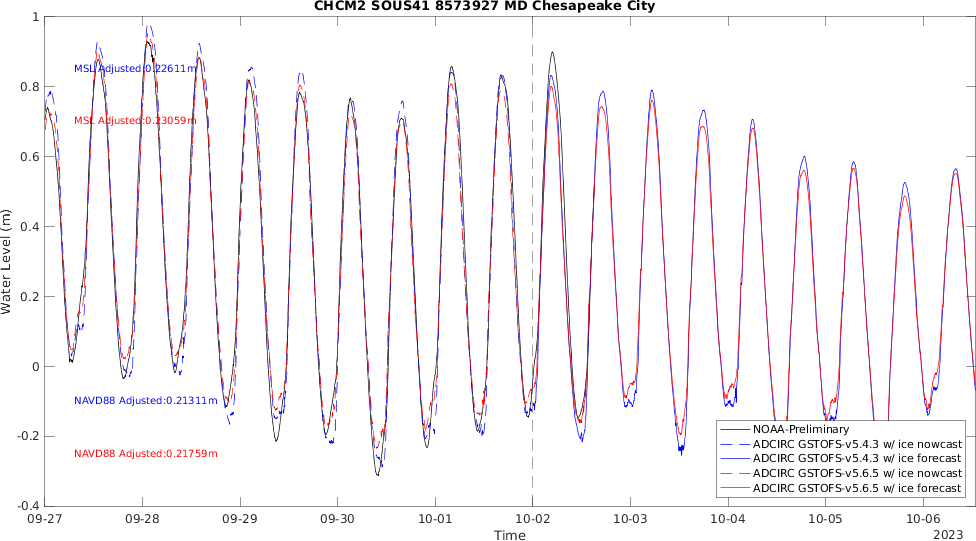 CHCM2 SOUS41 8573927 MD Chesapeake City
1
0.8
0.6
0.4
0.2
0
-0.2
-0.4
Water Level (m)
MSL Adjusted:0.22611m
MSL Adjusted:0.23059m
NAVD88 Adjusted:0.21311m
NAVD88 Adjusted:0.21759m
NOAA-Preliminary
ADCIRC GSTOFS-v5.4.3 w/ ice nowcast
ADCIRC GSTOFS-v5.4.3 w/ ice forecast
ADCIRC GSTOFS-v5.6.5 w/ ice nowcast
ADCIRC GSTOFS-v5.6.5 w/ ice forecast
09-27 09-28 09-29 09-30 10-01 10-02 10-03 10-04 10-05 10-06
Time
2023